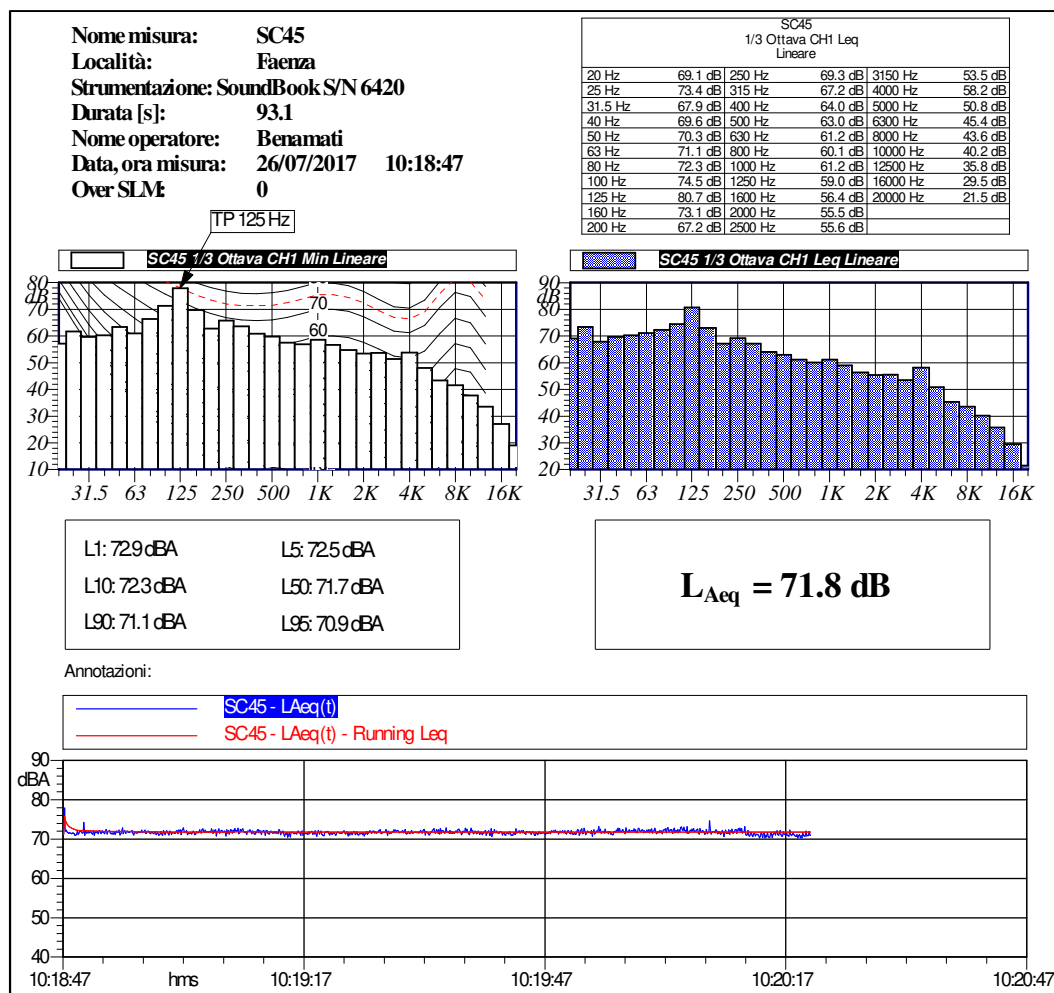 Nome misura: SC45
Località: Faenza
Strumentazione: SoundBook S/N 6420
Durata [s]: 93.1
Nome operatore: Benamati
Data, ora misura: 26/07/2017 10:18:47
Over SLM: 0
SC45
1/3 Ottava CH1 Leq
Lineare
20 Hz 69.1 dB 250 Hz 69.3 dB 3150 Hz 53.5 dB
25 Hz 73.4 dB 315 Hz 67.2 dB 4000 Hz 58.2 dB
31.5 Hz 67.9 dB 400 Hz 64.0 dB 5000 Hz 50.8 dB
40 Hz 69.6 dB 500 Hz 63.0 dB 6300 Hz 45.4 dB
50 Hz 70.3 dB 630 Hz 61.2 dB 8000 Hz 43.6 dB
63 Hz 71.1 dB 800 Hz 60.1 dB 10000 Hz 40.2 dB
80 Hz 72.3 dB 1000 Hz 61.2 dB 12500 Hz 35.8 dB
100 Hz 74.5 dB 1250 Hz 59.0 dB 16000 Hz 29.5 dB
125 Hz 80.7 dB 1600 Hz 56.4 dB 20000 Hz 21.5 dB
160 Hz 73.1 dB 2000 Hz 55.5 dB
200 Hz 67.2 dB 2500 Hz 55.6 dB
TP 125 Hz
SC45 1/3 Ottava CH1 Min Lineare
80
dB
70
60
50
40
30
20
10
70
60
31.5 63 125 250 500 1K 2K 4K 8K 16K
SC45 1/3 Ottava CH1 Leq Lineare
90
dB
80
70
60
50
40
30
20
31.5 63 125 250 500 1K 2K 4K 8K 16K
L1: 72.9 dBA L5: 72.5 dBA
L10: 72.3 dBA L50: 71.7 dBA
L90: 71.1 dBA L95: 70.9 dBA
LAeq = 71.8 dB
Annotazioni:
SC45 - LAeq(t)
SC45 - LAeq(t) - Running Leq
90
dBA
80
70
60
50
40
10:18:47 hms 10:19:17 10:19:47 10:20:17 10:20:47